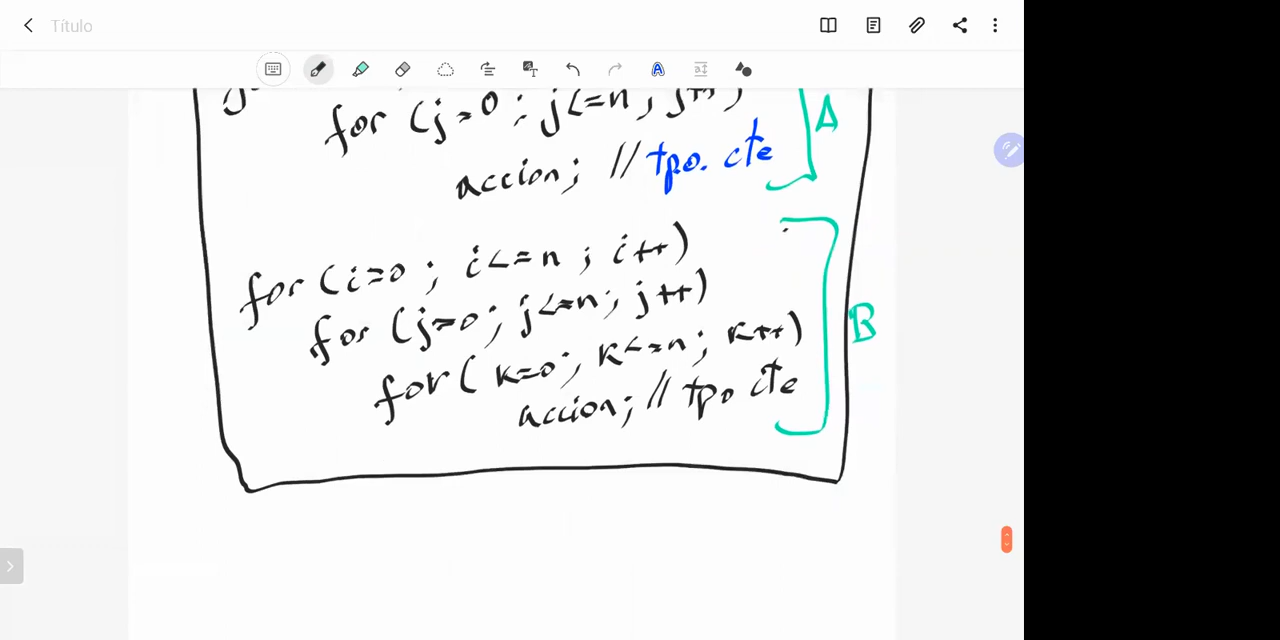 Título
for (j=0; j<=n; j++)
A
accion; // tpo. cte
for (i=0; i<=n; i++)
for (j=0; j<=n; j++)
for (k=0; k<=n; k++)
B
accion; // tpo cte